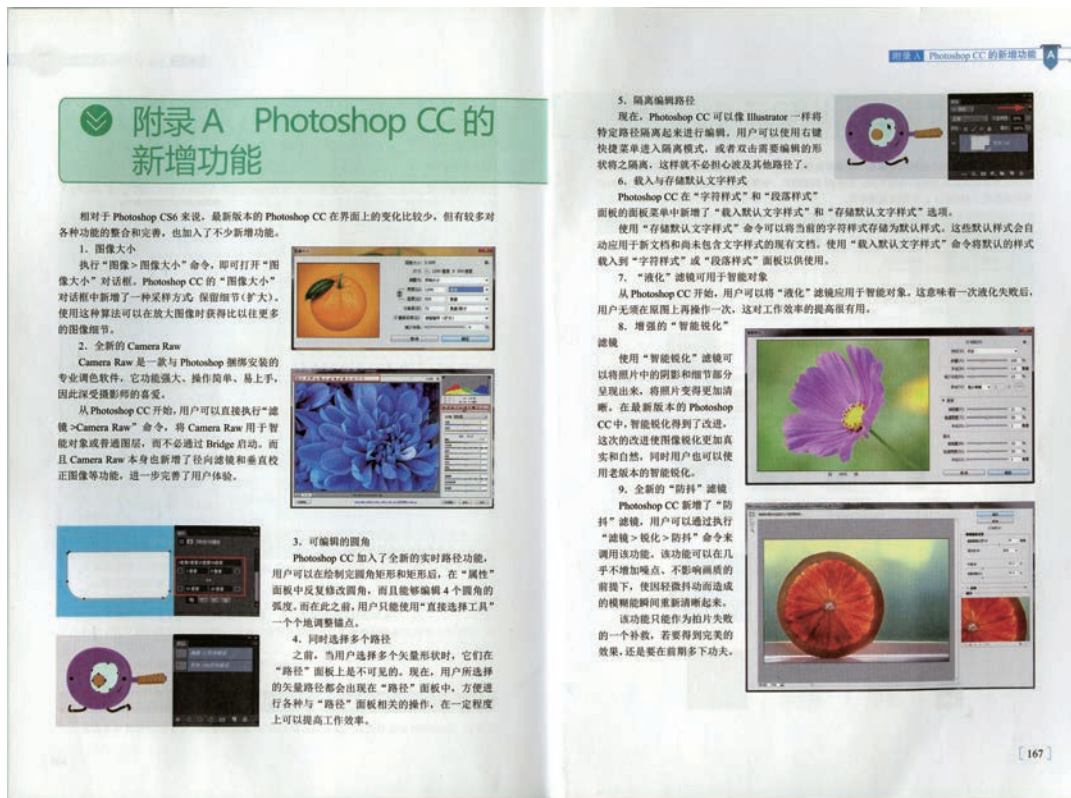 附录 A Photoshop CC 的
新增功能
相对于 Photoshop CS6 来说，最新版本的 Photoshop CC 在界面上的变化比较少，但有较多对
各种功能的整合和完善，也加入了不少新增功能。
1．图像大小
执行“图像 > 图像大小”命令，即可打开“图
像大小”对话框。Photoshop CC 的“图像大小”
对话框中新增了一种采样方式 保留细节（扩大）。
使用这种算法可以在放大图像时获得比以往更多
的图像细节。
2．全新的 Camera Raw
Camera Raw 是一款与 Photoshop 捆绑安装的
专业调色软件，它功能强大、操作简单、易上手，
因此深受摄影师的喜爱。
从 Photoshop CC 开始，用户可以直接执行“滤
镜 >Camera Raw”命令，将 Camera Raw 用于智
能对象或普通图层，而不必通过 Bridge 启动。而
且 Camera Raw 本身也新增了径向滤镜和垂直校
正图像等功能，进一步完善了用户体验。
3．可编辑的圆角
Photoshop CC 加入了全新的实时路径功能，
用户可以在绘制完圆角矩形和矩形后，在“属性”
面板中反复修改圆角，而且能够编辑 4 个圆角的
弧度。而在此之前，用户只能使用“直接选择工具”
一个个地调整锚点。
4．同时选择多个路径
之前，当用户选择多个矢量形状时，它们在
“路径”面板上是不可见的。现在，用户所选择
的矢量路径都会出现在“路径”面板中，方便进
行各种与“路径”面板相关的操作，在一定程度
上可以提高工作效率。
附录 A Photoshop CC 的新增功能 A
5．隔离编辑路径
现在，Photoshop CC 可以像 Illustrator 一样将
特定路径隔离起来进行编辑。用户可以使用右键
快捷菜单进入隔离模式，或者双击需要编辑的形
状将之隔离，这样就不必担心波及其他路径了。
6．载入与存储默认文字样式
Photoshop CC 在“字符样式”和“段落样式”
面板的面板菜单中新增了“载入默认文字样式”和“存储默认文字样式”选项。
使用“存储默认文字样式”命令可以将当前的字符样式存储为默认样式。这些默认样式会自
动应用于新文档和尚未包含文字样式的现有文档。使用“载入默认文字样式”命令将默认的样式
载入到“字符样式”或“段落样式”面板以供使用。
7．“液化”滤镜可用于智能对象
从 Photoshop CC 开始，用户可以将“液化”滤镜应用于智能对象。这意味着一次液化失败后，
用户无须在原图上再操作一次，这对工作效率的提高很有用。
8．增强的“智能锐化”
滤镜
使用“智能锐化”滤镜可
以将照片中的阴影和细节部分
呈现出来，将照片变得更加清
晰。在最新版本的 Photoshop
CC 中，智能锐化得到了改进，
这次的改进使图像锐化更加真
实和自然，同时用户也可以使
用老版本的智能锐化。
9．全新的“防抖”滤镜
Photoshop CC 新增了“防
抖”滤镜，用户可以通过执行
“滤镜 > 锐化 > 防抖”命令来
调用该功能。该功能可以在几
乎不增加噪点、不影响画质的
前提下，使因轻微抖动而造成
的模糊能瞬间重新清晰起来。
该功能只能作为拍片失败
的一个补救，若要得到完美的
效果，还是要在前期多下功夫。
167